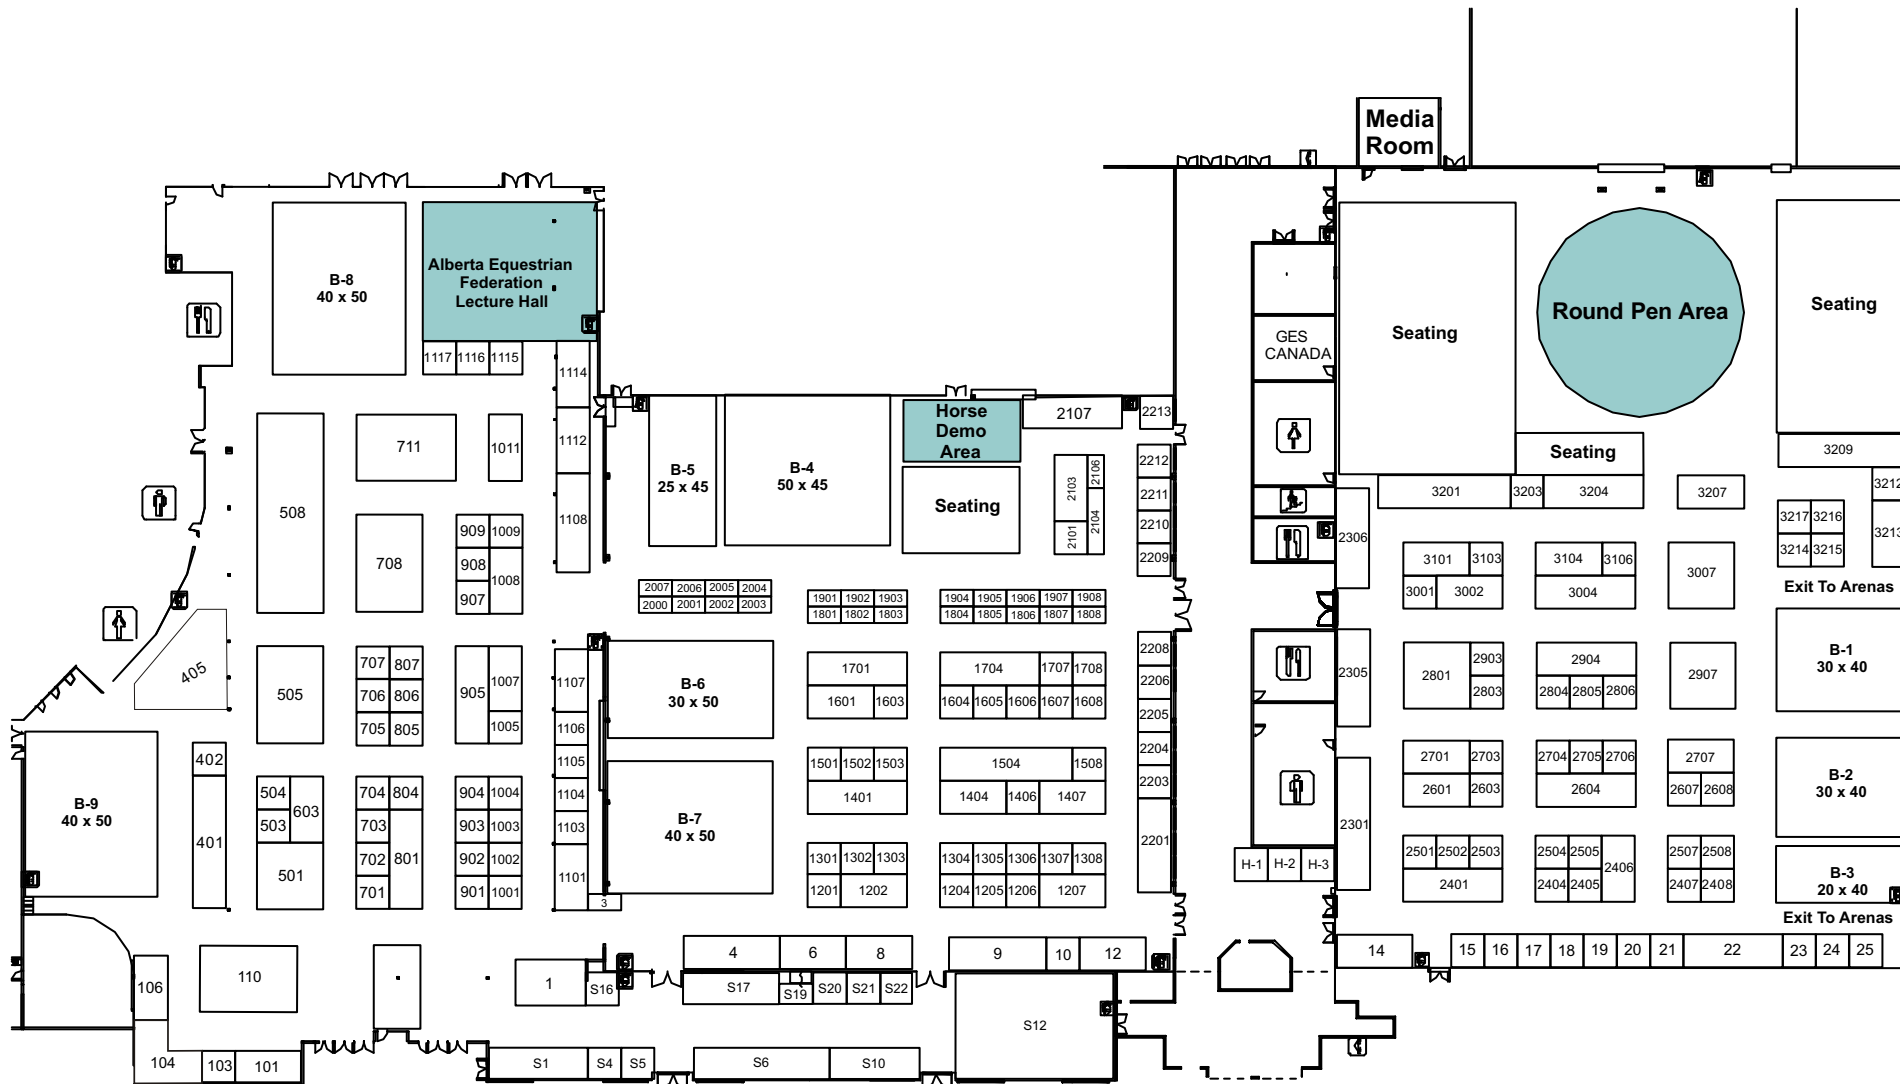 Media
Room
B-8
40 x 50
Alberta Equestrian
Federation
Lecture Hall
Seating
Round Pen Area
Seating
GES
CANADA
1117 1116 1115
1114
1112
1108
711
1011
508
708
909 1009
908
1008
907
B-5
25 x 45
B-4
50 x 45
Horse
Demo
Area
Seating
2107
2213
2103
2106
2101
2104
2212
2211
2210
2209
Seating
3209
3201 3203 3204
3207
3212
3213
3217 3216
3214 3215
Exit To Arenas
2306
3101 3103
3001 3002
3104 3106
3004
3007
2007 2006 2005 2004
2000 2001 2002 2003
1901 1902 1903
1801 1802 1803
1904 1905 1906 1907 1908
1804 1805 1806 1807 1808
405
505
707 807
706 806
705 805
905
1007
1005
1107
1106
1105
1104
1103
1101
3
B-6
30 x 50
B-7
40 x 50
1701
1601 1603
1704 1707 1708
1604 1605 1606 1607 1608
2208
2206
2205
2204
2203
2201
2305
2801
2903
2803
2904
2804 2805 2806
2907
B-1
30 x 40
B-9
40 x 50
402
401
504
503
603
501
704 804
703
702
701
801
904 1004
903 1003
902 1002
901 1001
1501 1502 1503
1401
1504 1508
1404 1406 1407
1301 1302 1303
1201 1202
1304 1305 1306 1307 1308
1204 1205 1206 1207
2301
H-1 H-2 H-3
2701 2703
2601 2603
2704 2705 2706
2604
2707
2607 2608
B-2
30 x 40
2501 2502 2503
2401
2504 2505
2404 2405
2406
2507 2508
2407 2408
B-3
20 x 40
Exit To Arenas
106
110
104
103 101
1
S16
4 6 8
S17 S19 S20 S21 S22
9 10 12
S12
S1 S4 S5
S6 S10
14
15 16 17 18 19 20 21 22 23 24 25